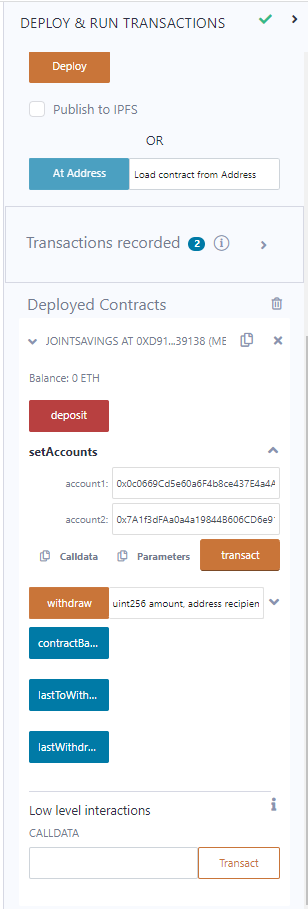 DEPLOY & RUN TRANSACTIONS
Deploy
Publish to IPFS
OR
At Address
Load contract from Address
Transactions recorded 2 i
Deployed Contracts
JOINTSAVINGS AT 0XD91...39138 (ME
Balance: 0 ETH
deposit
setAccounts
account1: 0x0c0669Cd5e60a6F4b8ce437E4a4A
account2: 0x7A1f3dFAa0a4a19844B606CD6e91
Calldata Parameters transact
withdraw uint256 amount, address recipien
contractBa...
lastToWith...
lastWithdr...
Low level interactions i
CALLDATA
Transact